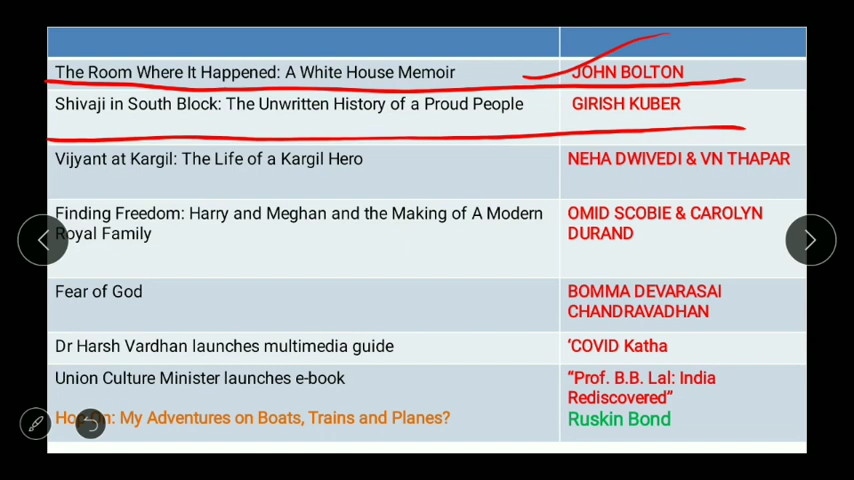 The Room Where It Happened: A White House Memoir
JOHN BOLTON
Shivaji in South Block: The Unwritten History of a Proud People
GIRISH KUBER
Vijyant at Kargil: The Life of a Kargil Hero
NEHA DWIVEDI & VN THAPAR
Finding Freedom: Harry and Meghan and the Making of A Modern
Royal Family
OMID SCOBIE & CAROLYN
DURAND
Fear of God
BOMMA DEVARASAI
CHANDRAVADHAN
Dr Harsh Vardhan launches multimedia guide
‘COVID Katha
Union Culture Minister launches e-book
“Prof. B.B. Lal: India
Rediscovered”
My Adventures on Boats, Trains and Planes?
Ruskin Bond